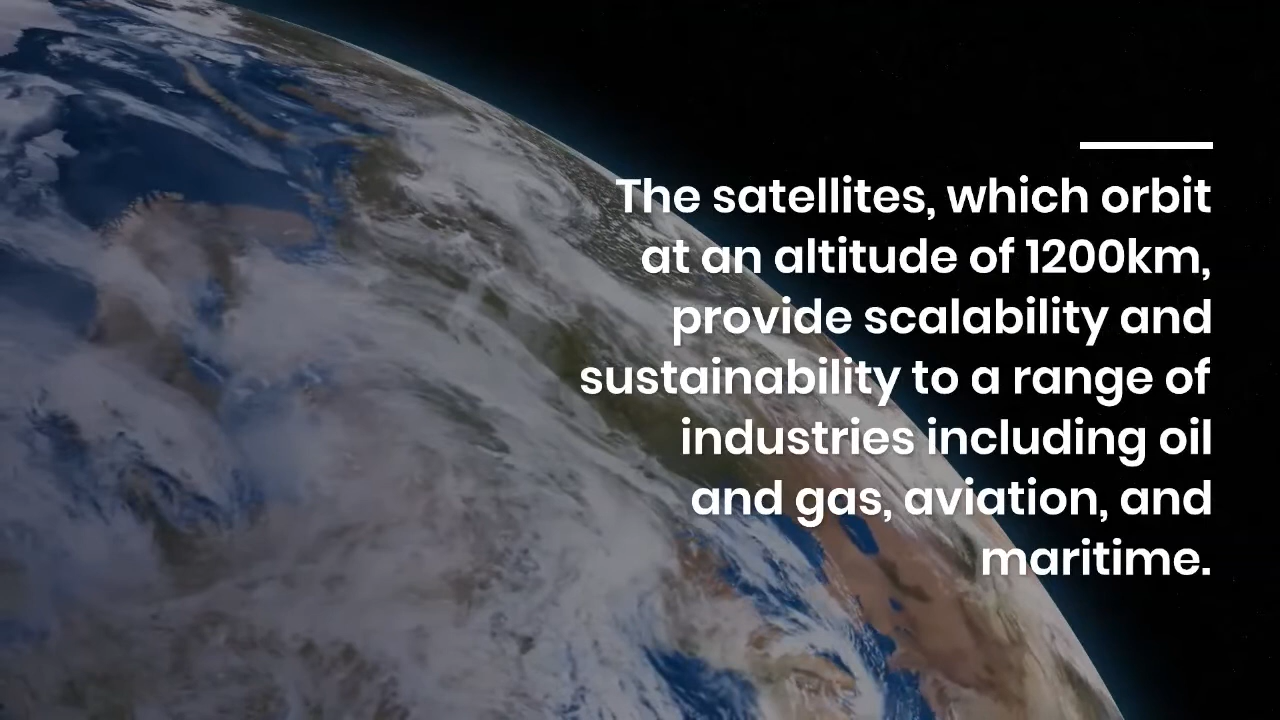 The satellites, which orbit
at an altitude of 1200km,
provide scalability and
sustainability to a range of
industries including oil
and gas, aviation, and
maritime.